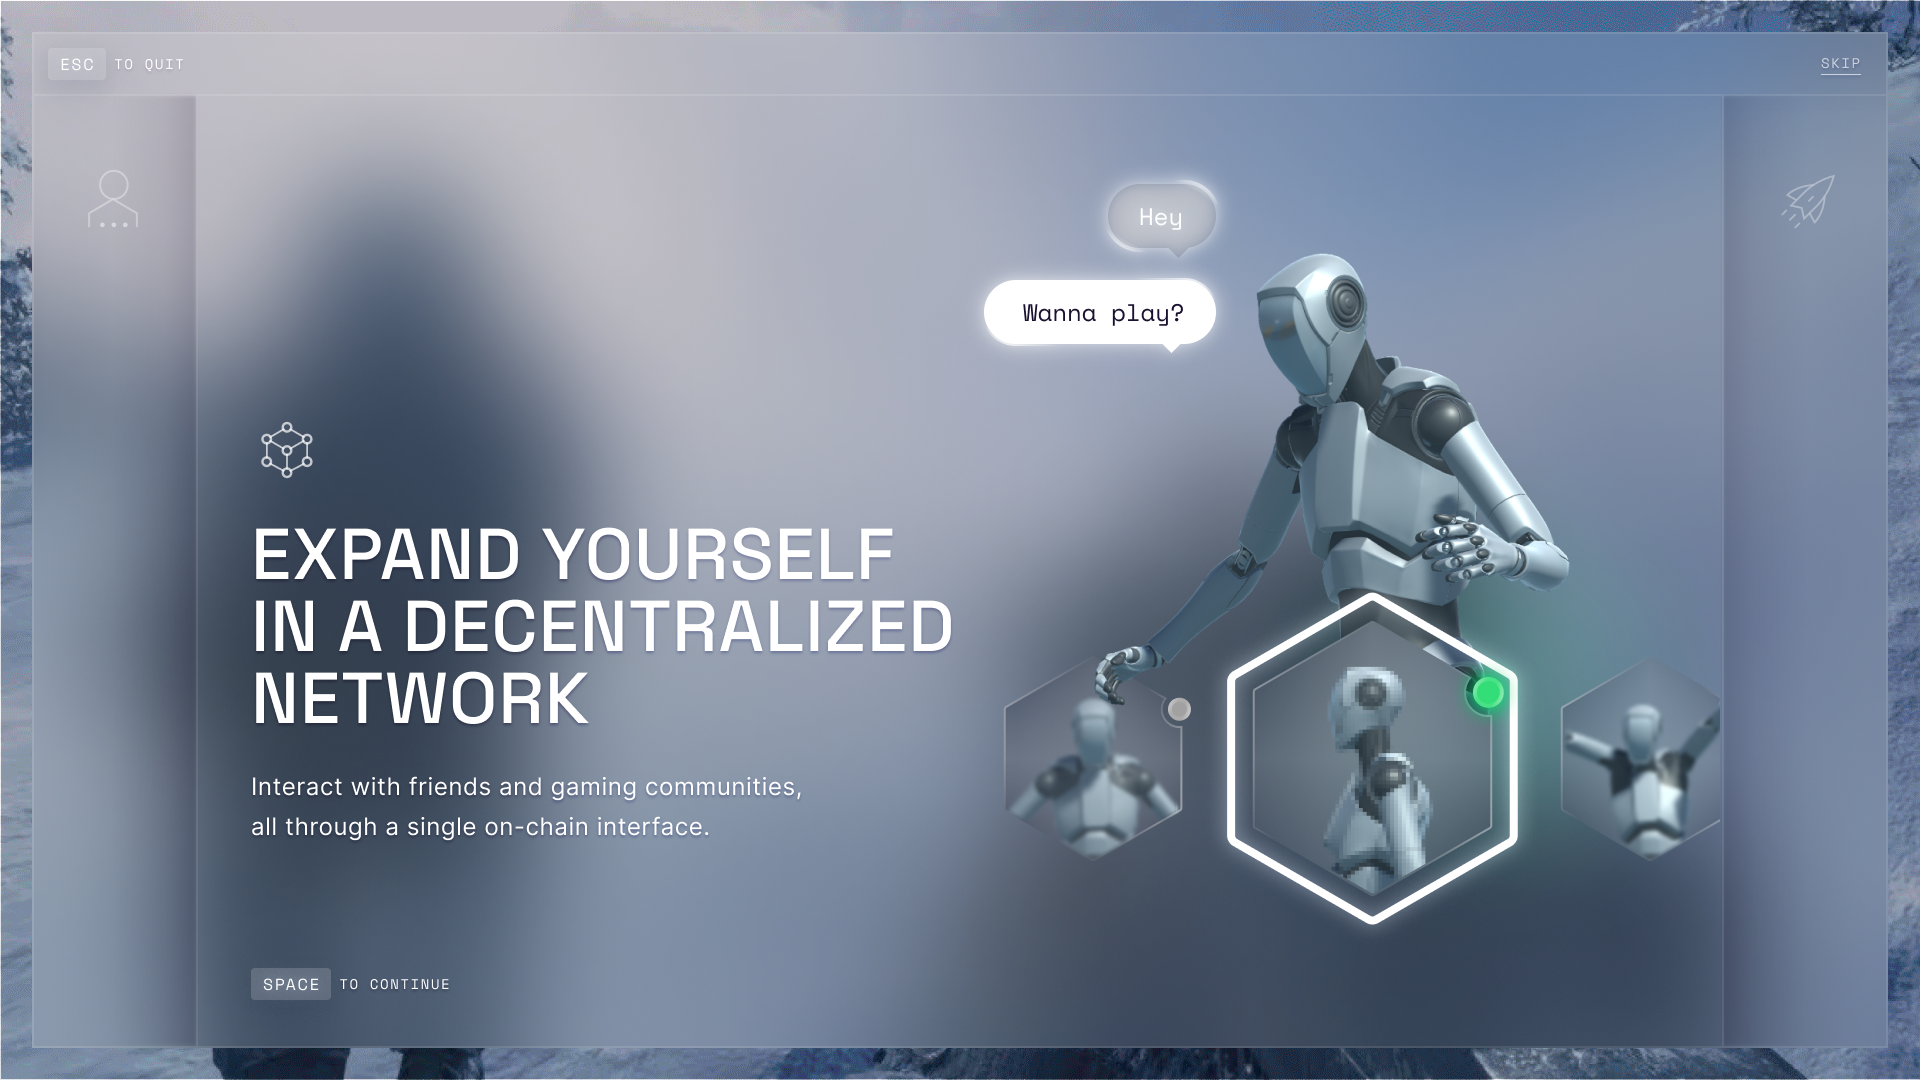 ESC TO QUIT
SKIP
Hey
Wanna play?
EXPAND YOURSELF
IN A DECENTRALIZED
NETWORK
Interact with friends and gaming communities,
all through a single on-chain interface.
SPACE TO CONTINUE